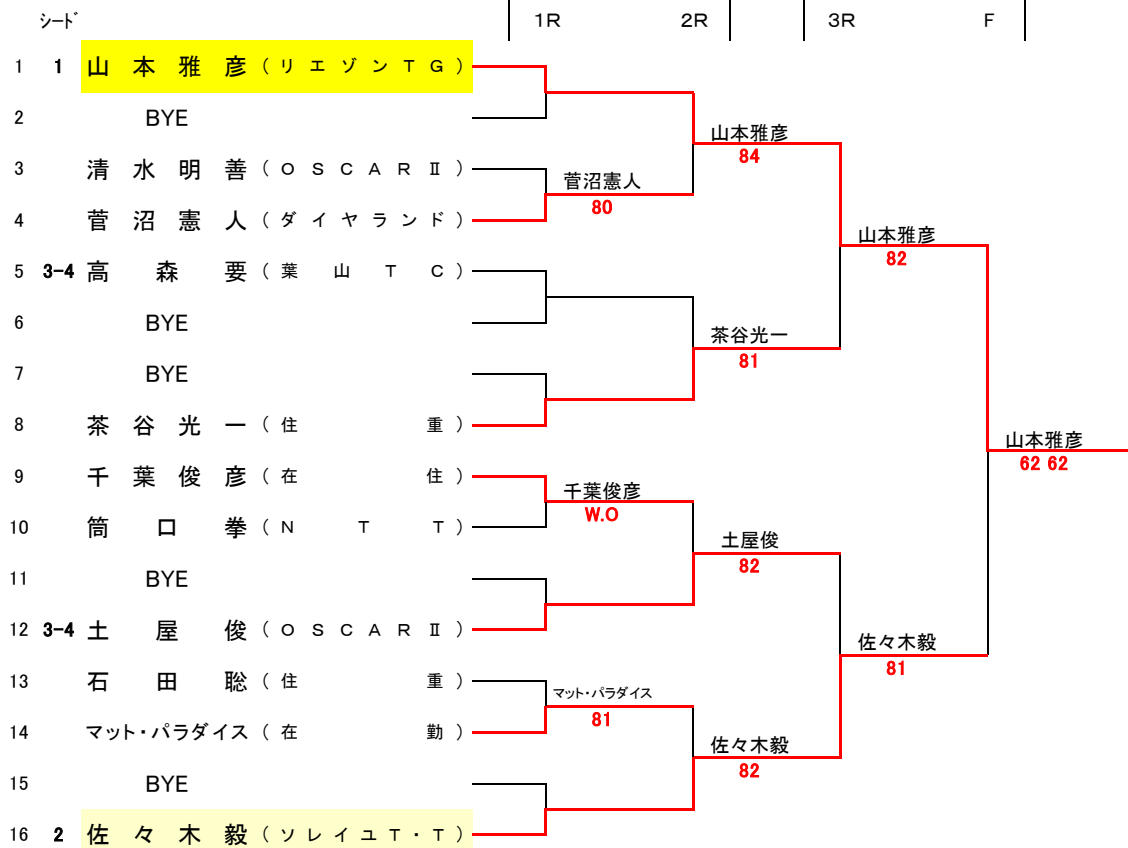 シード 1R 2R 3R F
1 1 山本雅彦 (リエゾンTG)
2 BYE
山本雅彦
84
3 清水明善 (OSCARⅡ)
菅沼憲人
80
4 菅沼憲人 (ダイヤランド)
山本雅彦
82
5 3-4 高森要 (葉山TC)
6 BYE
茶谷光一
81
7 BYE
8 茶谷光一 (住重)
山本雅彦
62 62
9 千葉俊彦 (在住)
千葉俊彦
W.O
10 筒口拳 (NTT)
土屋俊
82
11 BYE
12 3-4 土屋俊 (OSCARⅡ)
佐々木毅
81
13 石田聡 (住重)
マット・パラダイス
81
14 マット・パラダイス (在勤)
佐々木毅
82
15 BYE
16 2 佐々木毅 (ソレイユT・T)